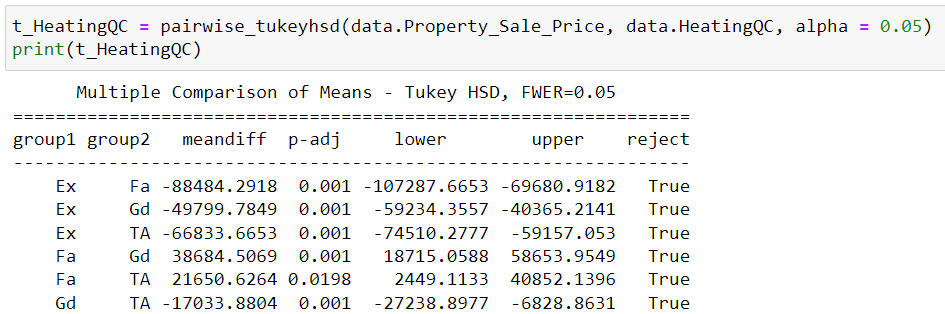 t_HeatingQC = pairwise_tukeyhsd(data.Property_Sale_Price, data.HeatingQC, alpha = 0.05)
print(t_HeatingQC)
Multiple Comparison of Means - Tukey HSD, FWER=0.05
================================================================
group1 group2 meandiff p-adj lower upper reject
----------------------------------------------------------------
Ex Fa -88484.2918 0.001 -107287.6653 -69680.9182 True
Ex Gd -49799.7849 0.001 -59234.3557 -40365.2141 True
Ex TA -66833.6653 0.001 -74510.2777 -59157.053 True
Fa Gd 38684.5069 0.001 18715.0588 58653.9549 True
Fa TA 21650.6264 0.0198 2449.1133 40852.1396 True
Gd TA -17033.8804 0.001 -27238.8977 -6828.8631 True